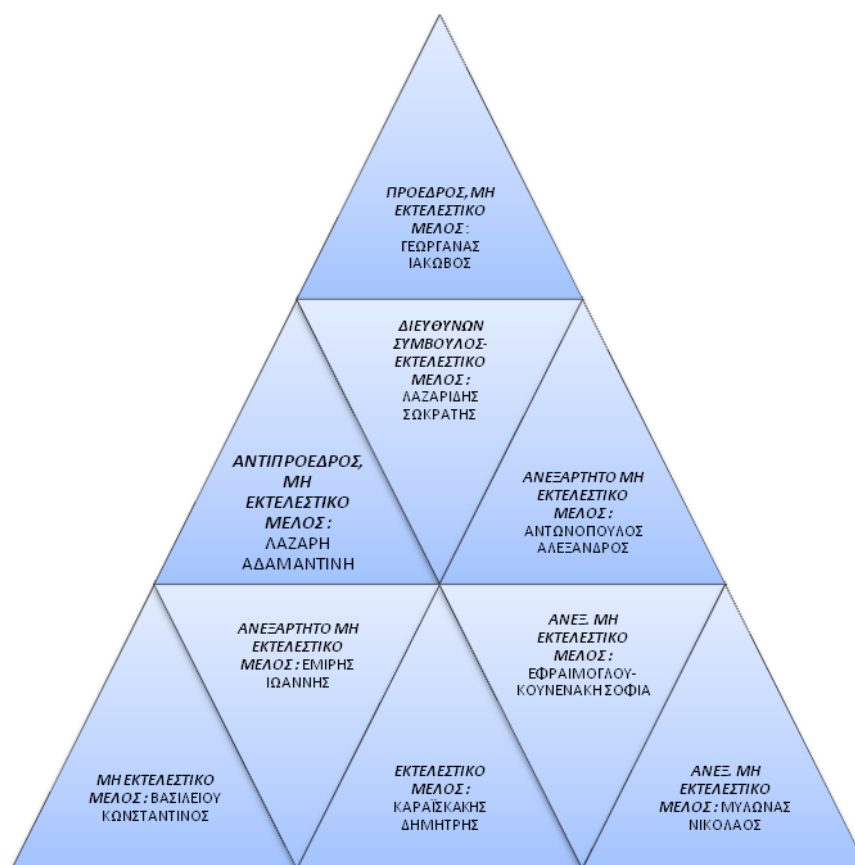 ΠΡΟΕΔΡΟΣ, ΜΗ
ΕΚΤΕΛΕΣΤΙΚΟ
ΜΕΛΟΣ :
ΓΕΩΡΓΑΝΑΣ
ΙΑΚΩΒΟΣ
ΔΙΕΥΘΥΝΩΝ
ΣΥΜΒΟΥΛΟΣ-
ΕΚΤΕΛΕΣΤΙΚΟ
ΜΕΛΟΣ :
ΛΑΖΑΡΙΔΗΣ
ΣΩΚΡΑΤΗΣ
ΑΝΤΙΠΡΟΕΔΡΟΣ,
ΜΗ
ΕΚΤΕΛΕΣΤΙΚΟ
ΜΕΛΟΣ :
ΛΑΖΑΡΗ
ΑΔΑΜΑΝΤΙΝΗ
ΑΝΕΞΑΡΤΗΤΟ ΜΗ
ΕΚΤΕΛΕΣΤΙΚΟ
ΜΕΛΟΣ :
ΑΝΤΩΝΟΠΟΥΛΟΣ
ΑΛΕΞΑΝΔΡΟΣ
ΑΝΕΞΑΡΤΗΤΟ ΜΗ
ΕΚΤΕΛΕΣΤΙΚΟ
ΜΕΛΟΣ : ΕΜΙΡΗΣ
ΙΩΑΝΝΗΣ
ΑΝΕΞ. ΜΗ
ΕΚΤΕΛΕΣΤΙΚΟ
ΜΕΛΟΣ :
ΕΦΡΑΙΜΟΓΛΟΥ-
ΚΟΥΝΕΝΑΚΗ ΣΟΦΙΑ
ΜΗ ΕΚΤΕΛΕΣΤΙΚΟ
ΜΕΛΟΣ : ΒΑΣΙΛΕΙΟΥ
ΚΩΝΣΤΑΝΤΙΝΟΣ
ΕΚΤΕΛΕΣΤΙΚΟ
ΜΕΛΟΣ :
ΚΑΡΑΪΣΚΑΚΗΣ
ΔΗΜΗΤΡΗΣ
ΑΝΕΞ. ΜΗ
ΕΚΤΕΛΕΣΤΙΚΟ
ΜΕΛΟΣ : ΜΥΛΩΝΑΣ
ΝΙΚΟΛΑΟΣ